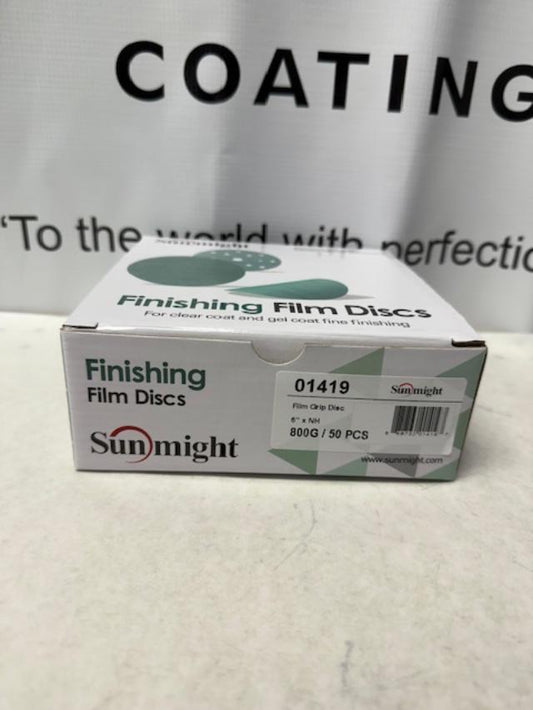 COATING
"To the world with perfectio
Sunmight
Finishing Film Discs
For clear coat and gel coat fine finishing
Finishing
Film Discs
Sunmight
01419
Sunmight
Film Grip Disc
6" x NH
800G / 50 PCS
www.sunmight.com